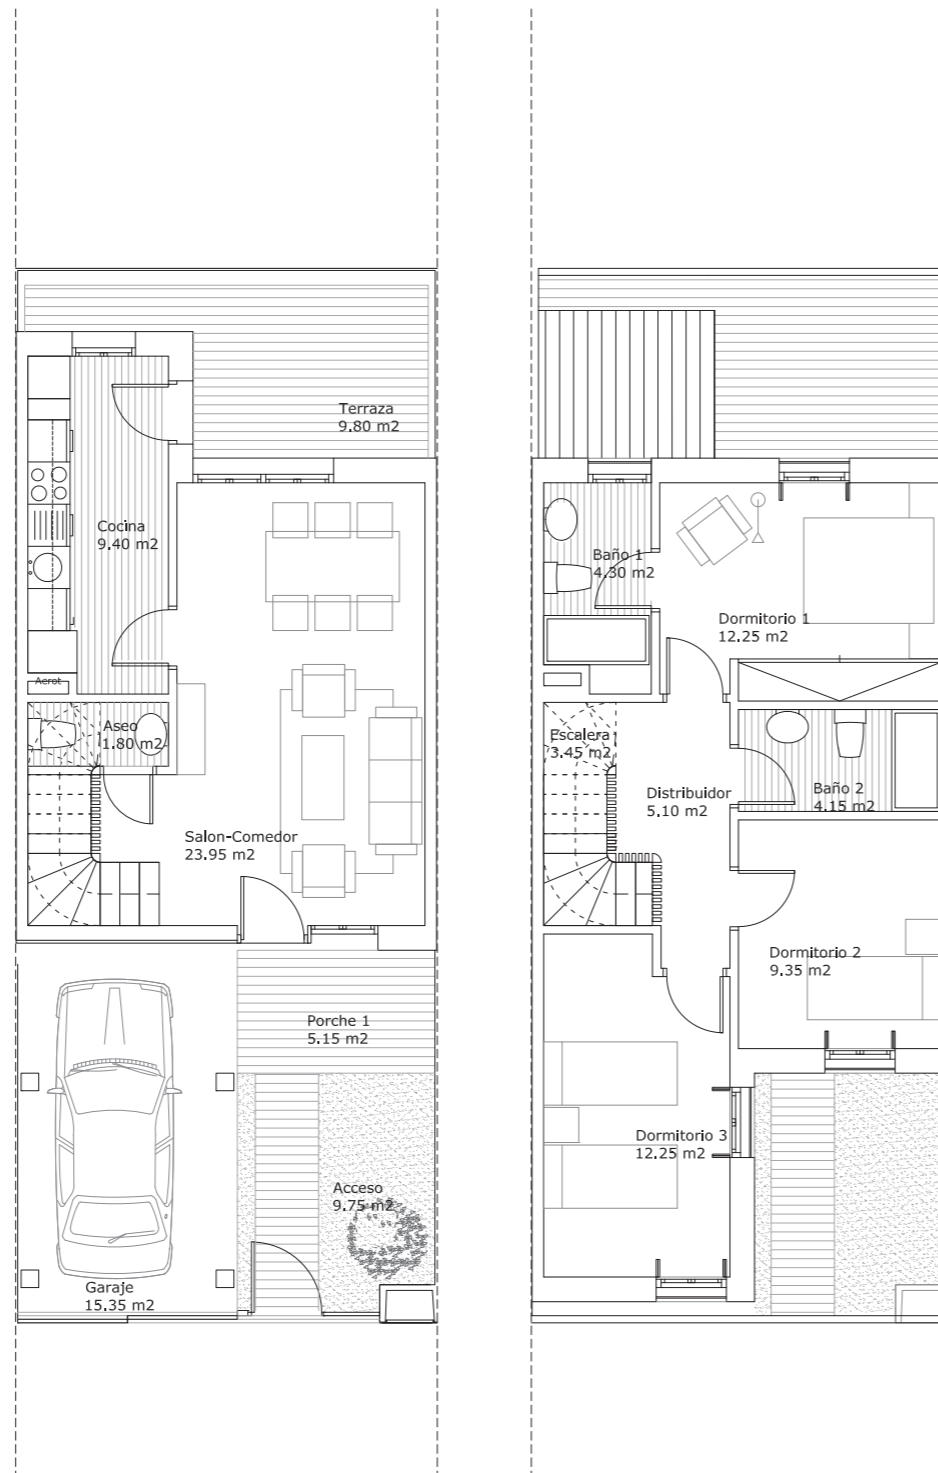 Terraza
9.80 m2
Cocina
9.40 m2
Aerot
Aseo
1.80 m2
Salon-Comedor
23.95 m2
Porche 1
5.15 m2
Acceso
9.75 m2
Garaje
15.35 m2
Baño 1
4.30 m2
Dormitorio 1
12.25 m2
Escalera
3.45 m2
Distribuidor
5.10 m2
Baño 2
4.15 m2
Dormitorio 2
9.35 m2
Dormitorio 3
12.25 m2